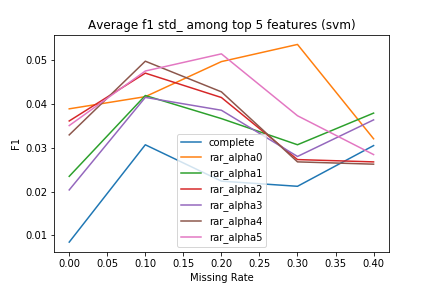 Average f1 std_ among top 5 features (svm)
0.05
0.04
0.03
0.02
0.01
F1
complete
rar_alpha0
rar_alpha1
rar_alpha2
rar_alpha3
rar_alpha4
rar_alpha5
0.00 0.05 0.10 0.15 0.20 0.25 0.30 0.35 0.40
Missing Rate